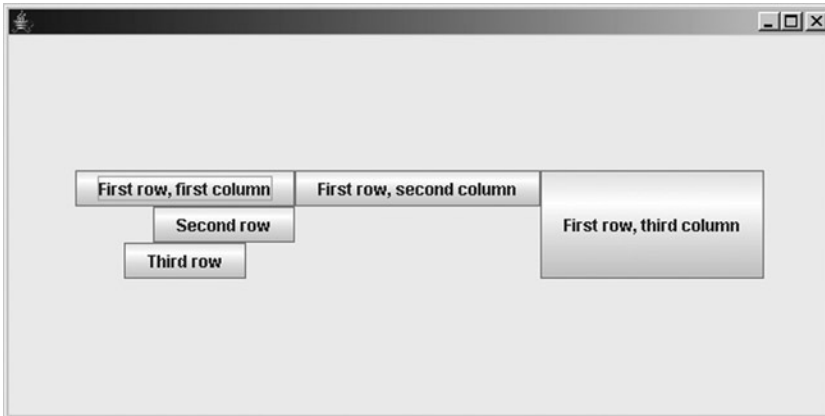 First row, first column
First row, second column
First row, third column
Second row
Third row